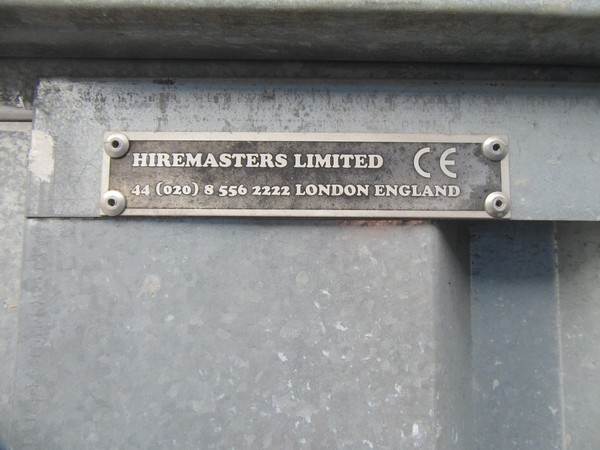 HIREMASTERS LIMITED CE
44 (020) 8 556 2222 LONDON ENGLAND